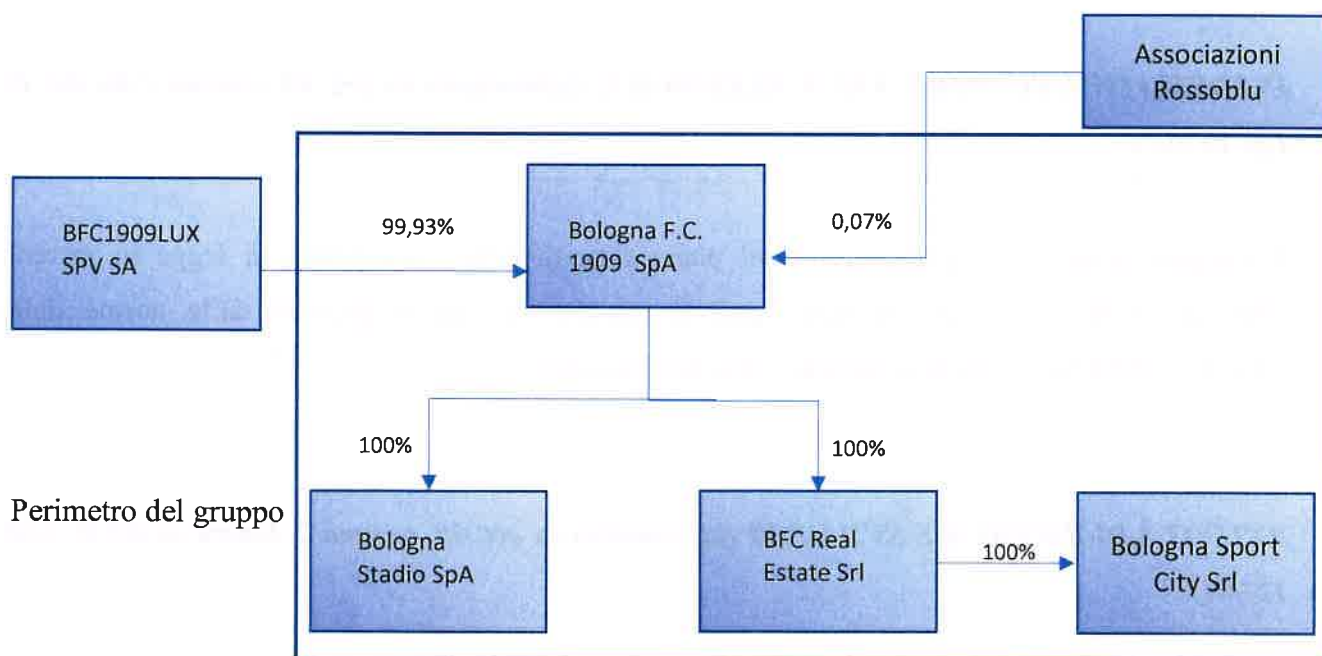 Associazioni
Rossoblu
BFC1909LUX
SPV SA
99,93%
Bologna F.C.
1909 SpA
0,07%
100%
100%
Perimetro del gruppo
Bologna
Stadio SpA
BFC Real
Estate Srl
100%
Bologna Sport
City Srl